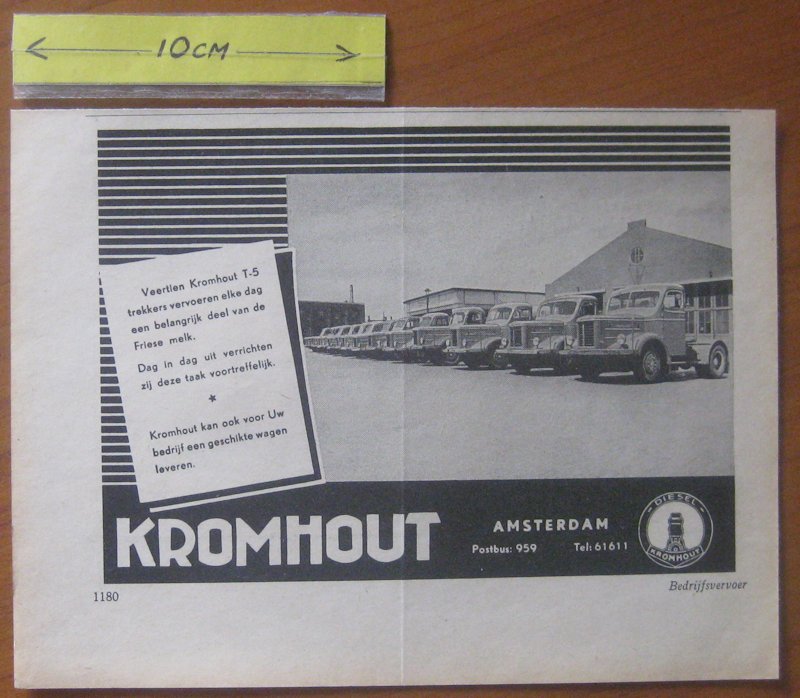 10CM
Veertien Kromhout T-5
trekkers vervoeren elke dag
een belangrijk deel van de
Friese melk.
Dag in dag uit verrichten
zij deze taak voortreffelijk.
*
Kromhout kan ook voor Uw
bedrijf een geschikte wagen
leveren.
KROMHOUT
AMSTERDAM
Postbus: 959 Tel: 61611
DIESEL
KROMHOUT
1180
Bedrijfsvervoer